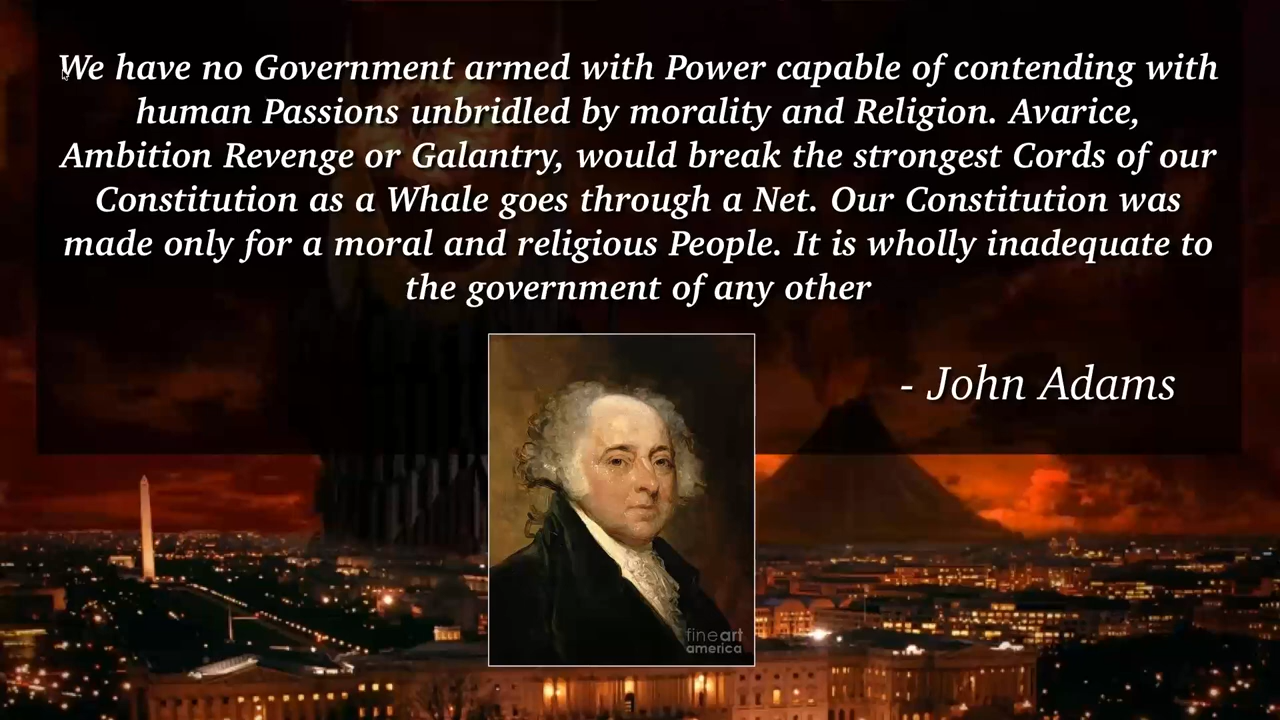 We have no Government armed with Power capable of contending with
human Passions unbridled by morality and Religion. Avarice,
Ambition Revenge or Galantry, would break the strongest Cords of our
Constitution as a Whale goes through a Net. Our Constitution was
made only for a moral and religious People. It is wholly inadequate to
the government of any other
- John Adams
fineart
america